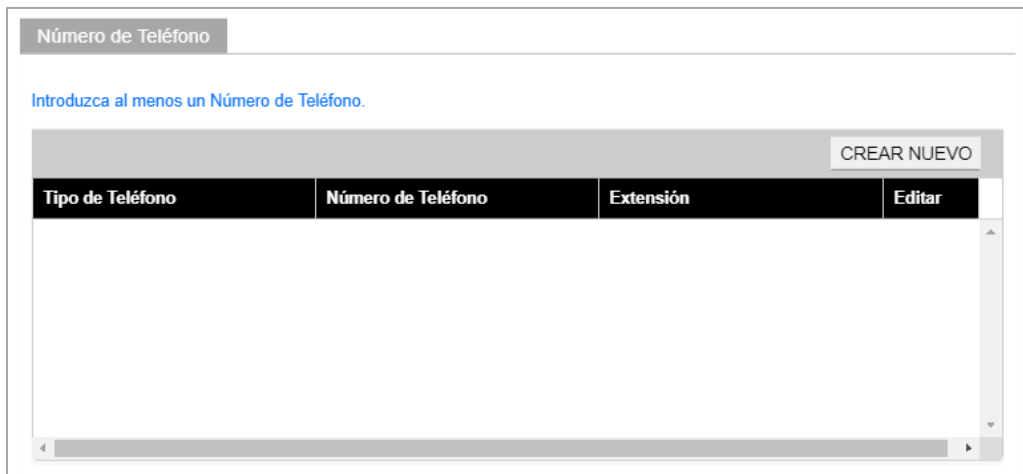 Número de Teléfono
Introduzca al menos un Número de Teléfono.
CREAR NUEVO
Tipo de Teléfono Número de Teléfono Extensión Editar